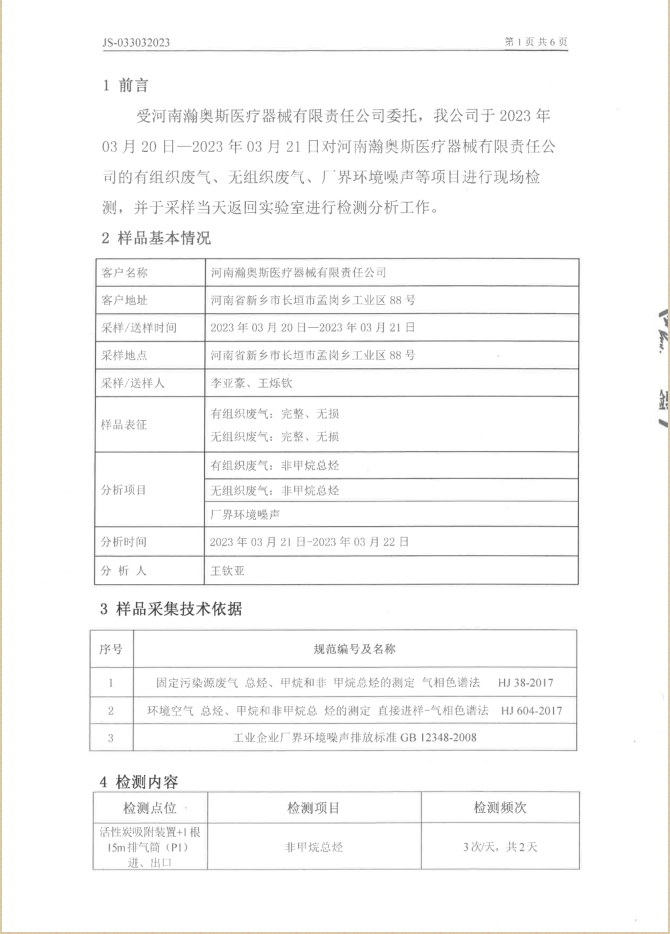 JS-033032023
第 1 页 共 6 页
1 前言
受河南瀚奥斯医疗器械有限责任公司委托，我公司于 2023 年
03 月 20 日—2023 年 03 月 21 日对河南瀚奥斯医疗器械有限责任公
司的有组织废气、无组织废气、厂界环境噪声等项目进行现场检
测，并于采样当天返回实验室进行检测分析工作。
2 样品基本情况
客户名称 河南瀚奥斯医疗器械有限责任公司
客户地址 河南省新乡市长垣市孟岗乡工业区 88 号
采样/送样时间 2023 年 03 月 20 日—2023 年 03 月 21 日
采样地点 河南省新乡市长垣市孟岗乡工业区 88 号
采样/送样人 李亚豪、王烁钦
样品表征
有组织废气：完整、无损
无组织废气：完整、无损
分析项目
有组织废气：非甲烷总烃
无组织废气：非甲烷总烃
厂界环境噪声
分析时间 2023 年 03 月 21 日-2023 年 03 月 22 日
分 析 人 王钦亚
3 样品采集技术依据
序号 规范编号及名称
1 固定污染源废气 总烃、甲烷和非 甲烷总烃的测定 气相色谱法 HJ 38-2017
2 环境空气 总烃、甲烷和非甲烷总 烃的测定 直接进样-气相色谱法 HJ 604-2017
3 工业企业厂界环境噪声排放标准 GB 12348-2008
4 检测内容
检测点位 检测项目 检测频次
活性炭吸附装置+1 根
15m 排气筒（P1）
进、出口
非甲烷总烃 3 次/天，共 2 天